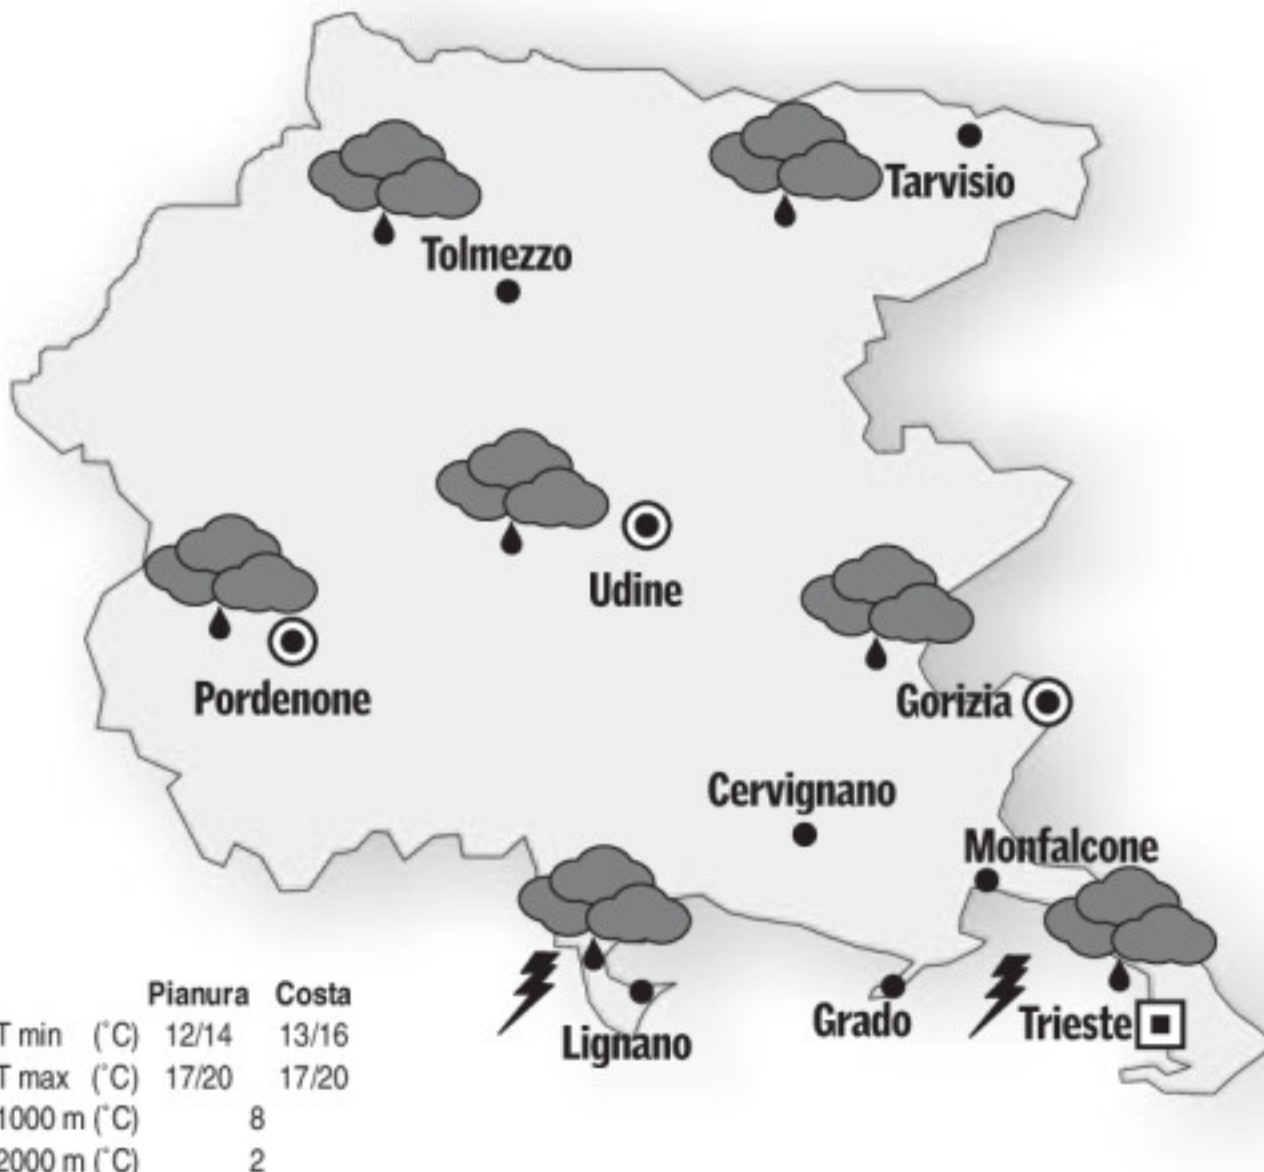 Tarvisio
Tolmezzo
Udine
Pordenone
Gorizia
Cervignano
Monfalcone
Lignano
Grado
Trieste
Pianura Costa
T min (°C) 12/14 13/16
T max (°C) 17/20 17/20
1000 m (°C) 8
2000 m (°C) 2